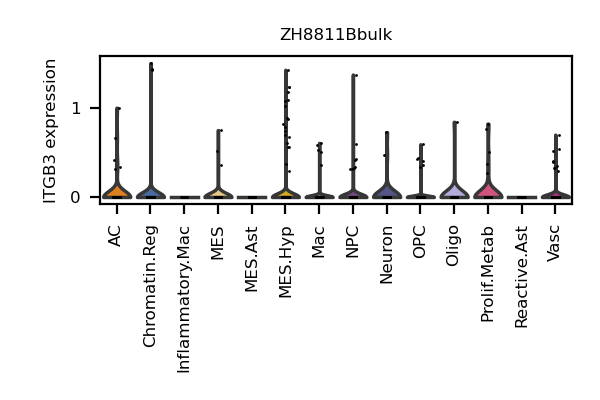 ZH8811Bbulk
ITGB3 expression
1
0
AC
Chromatin.Reg
Inflammatory.Mac
MES
MES.Ast
MES.Hyp
Mac
NPC
Neuron
OPC
Oligo
Prolif.Metab
Reactive.Ast
Vasc